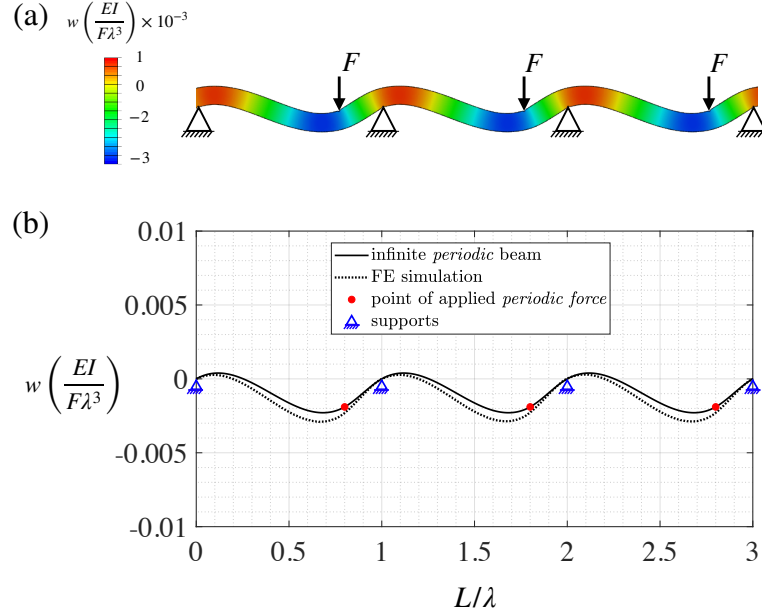 (a)
w (EI/Fλ³) × 10⁻³
1
0
−2
−3
F F F
(b)
0.01
0.005
0
-0.005
-0.01
w (EI/Fλ³)
infinite periodic beam
FE simulation
point of applied periodic force
supports
0 0.5 1 1.5 2 2.5 3
L/λ